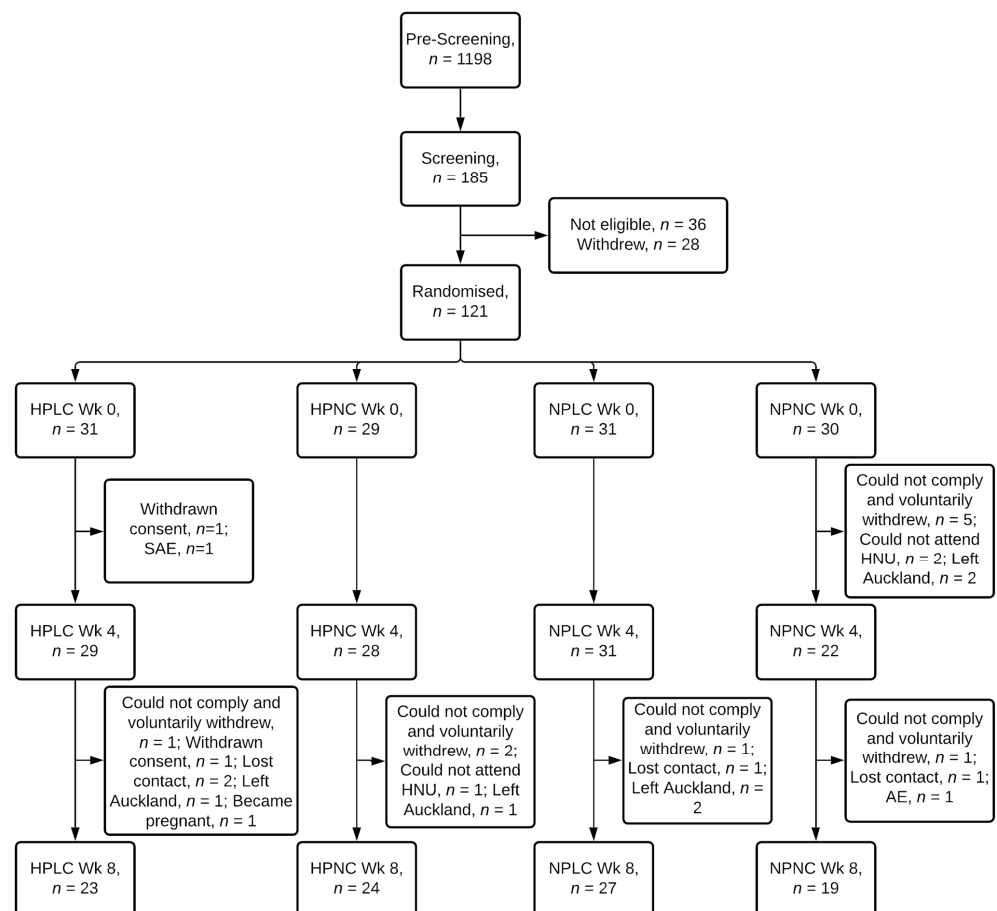 Pre-Screening,
n = 1198
Screening,
n = 185
Not eligible, n = 36
Withdrew, n = 28
Randomised,
n = 121
HPLC Wk 0,
n = 31
HPNC Wk 0,
n = 29
NPLC Wk 0,
n = 31
NPNC Wk 0,
n = 30
Withdrawn
consent, n=1;
SAE, n=1
Could not comply
and voluntarily
withdrew, n = 5;
Could not attend
HNU, n = 2; Left
Auckland, n = 2
HPLC Wk 4,
n = 29
HPNC Wk 4,
n = 28
NPLC Wk 4,
n = 31
NPNC Wk 4,
n = 22
Could not comply and
voluntarily withdrew,
n = 1; Withdrawn
consent, n = 1; Lost
contact, n = 2; Left
Auckland, n = 1; Became
pregnant, n = 1
Could not comply
and voluntarily
withdrew, n = 2;
Could not attend
HNU, n = 1; Left
Auckland, n = 1
Could not comply
and voluntarily
withdrew, n = 1;
Lost contact, n = 1;
Left Auckland, n =
2
Could not comply
and voluntarily
withdrew, n = 1;
Lost contact, n = 1;
AE, n = 1
HPLC Wk 8,
n = 23
HPNC Wk 8,
n = 24
NPLC Wk 8,
n = 27
NPNC Wk 8,
n = 19